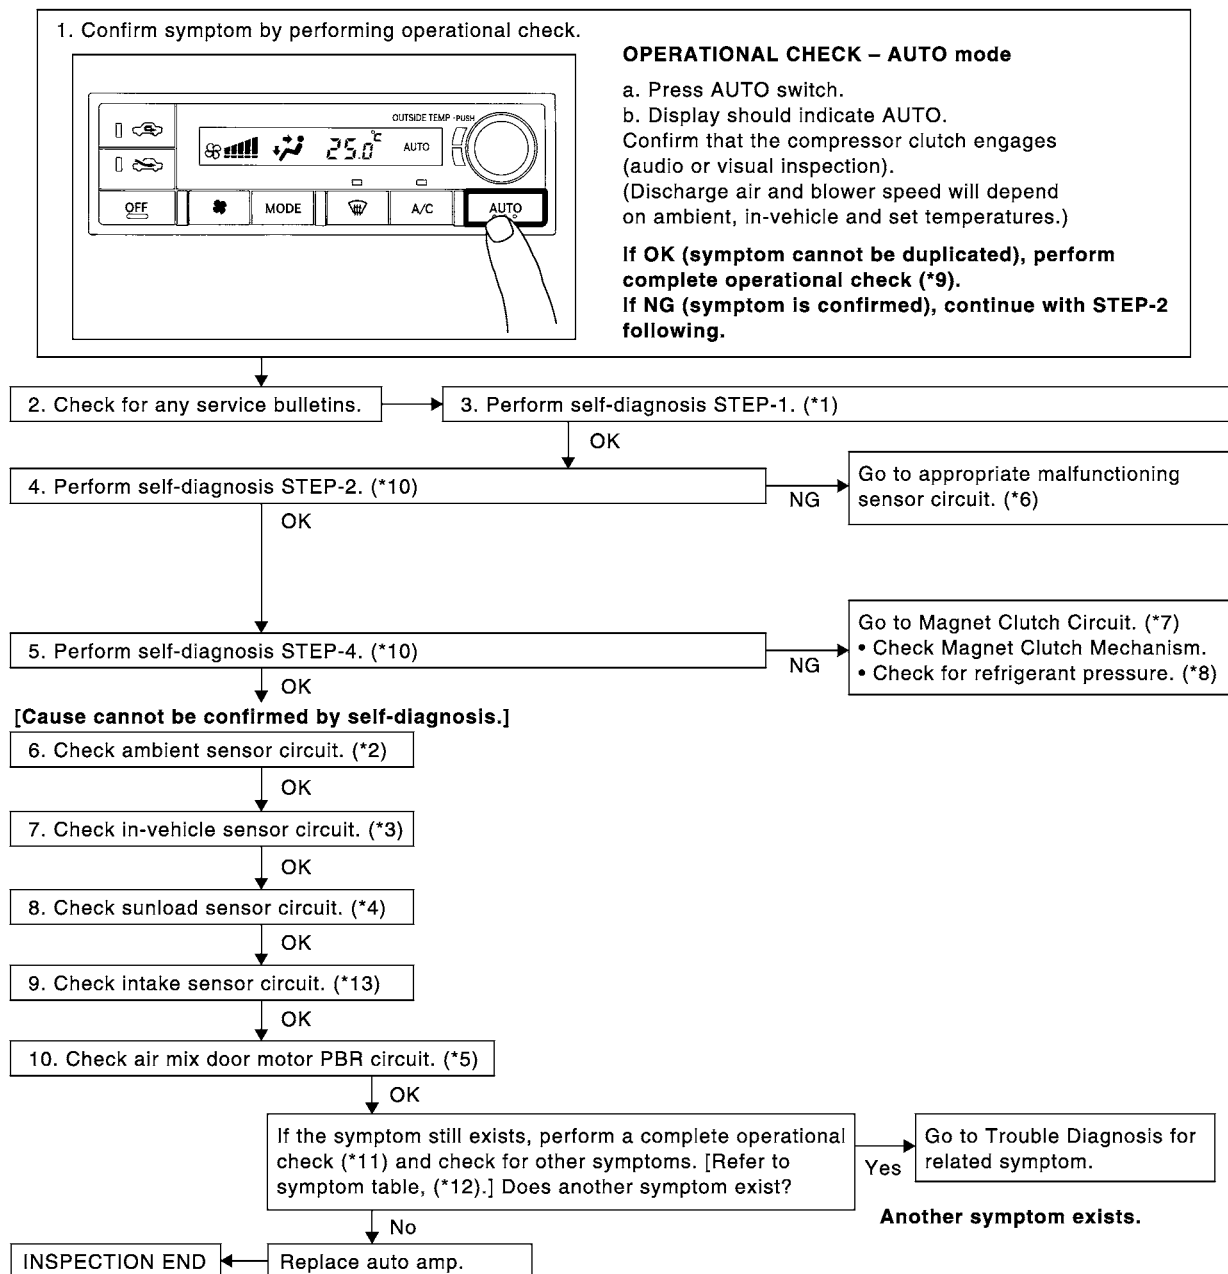 1. Confirm symptom by performing operational check.
OUTSIDE TEMP - PUSH
25.0°C
AUTO
OFF
MODE
A/C
AUTO
OPERATIONAL CHECK – AUTO mode
a. Press AUTO switch.
b. Display should indicate AUTO.
Confirm that the compressor clutch engages
(audio or visual inspection).
(Discharge air and blower speed will depend
on ambient, in-vehicle and set temperatures.)
If OK (symptom cannot be duplicated), perform
complete operational check (*9).
If NG (symptom is confirmed), continue with STEP-2
following.
2. Check for any service bulletins.
3. Perform self-diagnosis STEP-1. (*1)
OK
4. Perform self-diagnosis STEP-2. (*10)
NG
Go to appropriate malfunctioning
sensor circuit. (*6)
OK
5. Perform self-diagnosis STEP-4. (*10)
NG
Go to Magnet Clutch Circuit. (*7)
• Check Magnet Clutch Mechanism.
• Check for refrigerant pressure. (*8)
OK
[Cause cannot be confirmed by self-diagnosis.]
6. Check ambient sensor circuit. (*2)
OK
7. Check in-vehicle sensor circuit. (*3)
OK
8. Check sunload sensor circuit. (*4)
OK
9. Check intake sensor circuit. (*13)
OK
10. Check air mix door motor PBR circuit. (*5)
OK
If the symptom still exists, perform a complete operational
check (*11) and check for other symptoms. [Refer to
symptom table, (*12).] Does another symptom exist?
Yes
Go to Trouble Diagnosis for
related symptom.
Another symptom exists.
No
Replace auto amp.
INSPECTION END